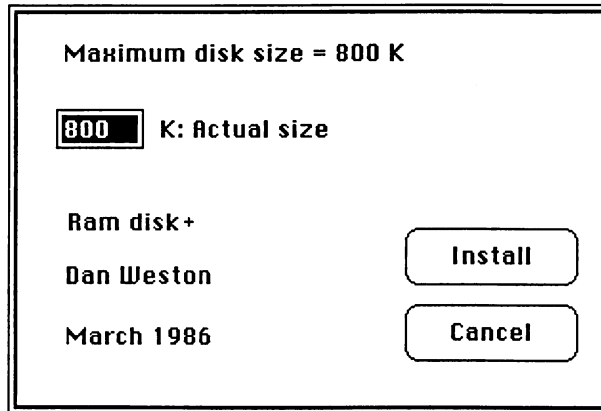 Maximum disk size = 800 K
800 K: Actual size
Ram disk+
Dan Weston
Install
March 1986
Cancel